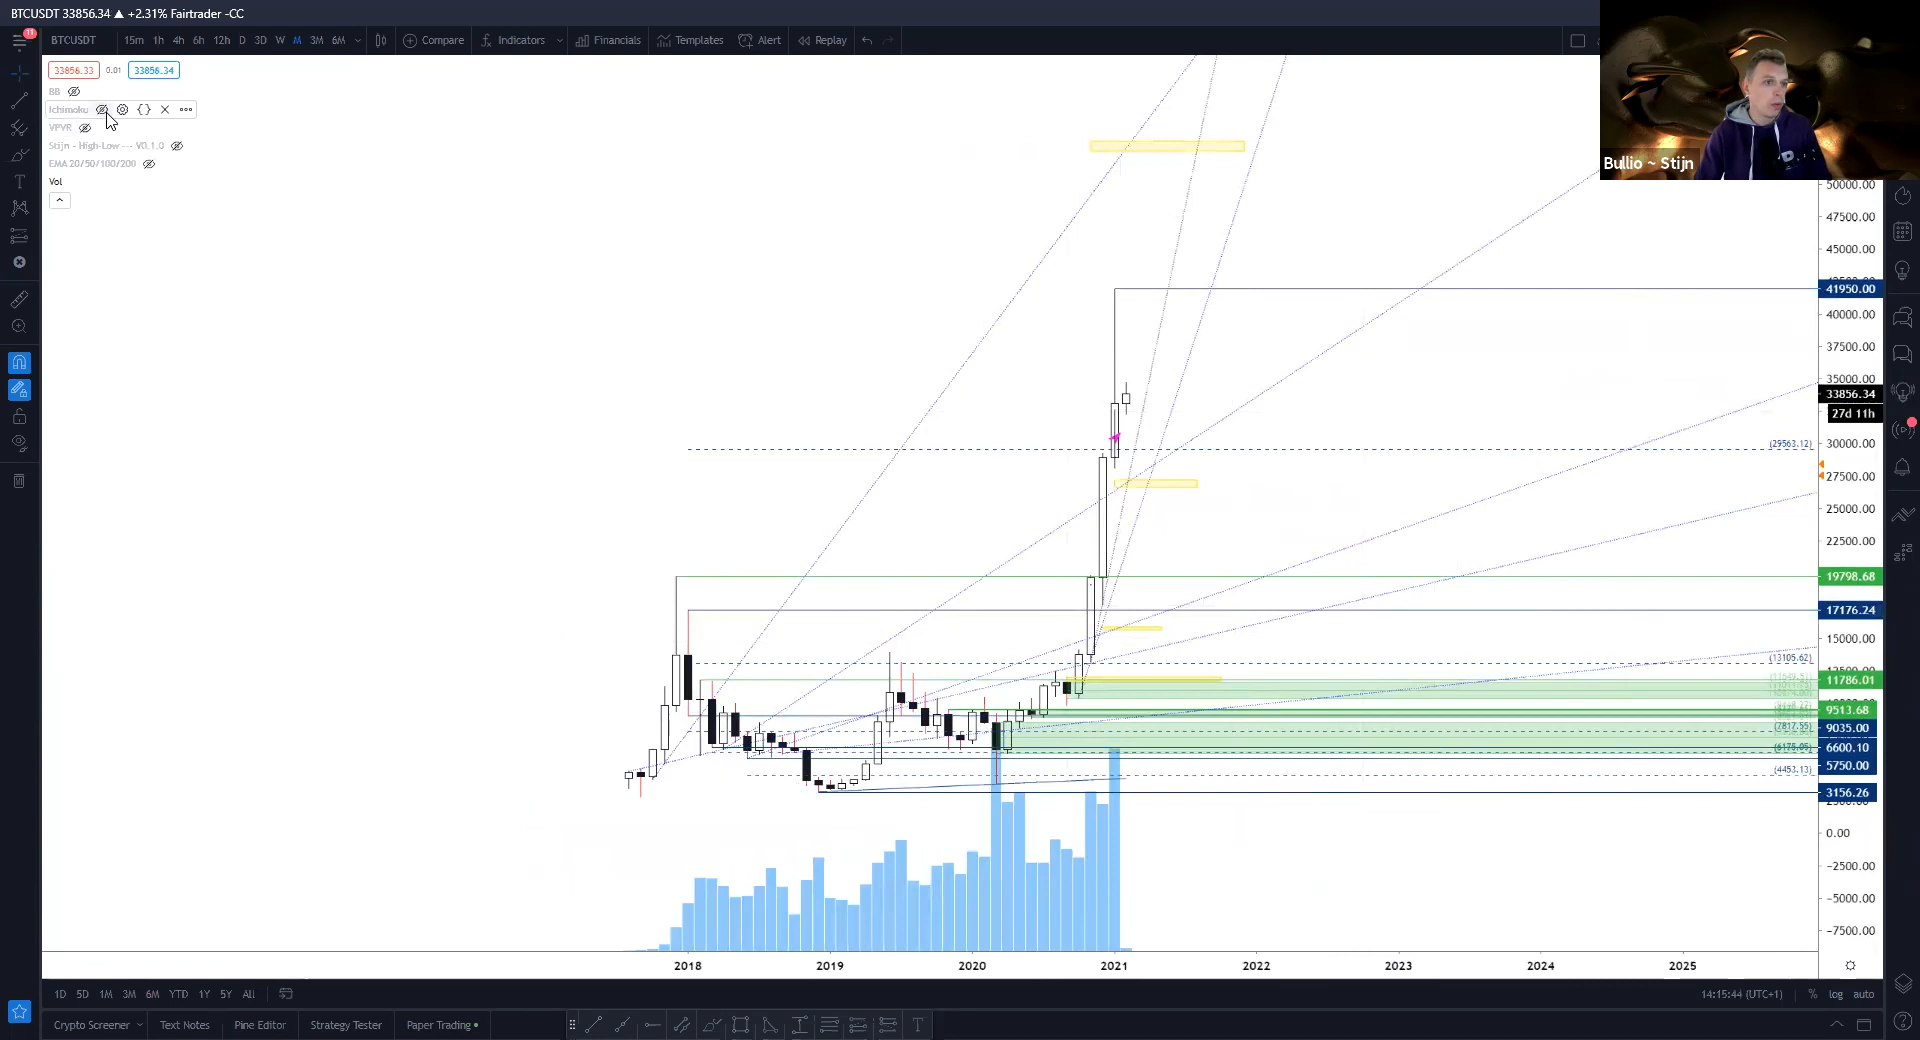 BTCUSDT 33856.34 ▲ +2.31% Fairtrader -CC
11
BTCUSDT 15m 1h 4h 6h 12h D 3D W M 3M 6M Compare Indicators Financials Templates Alert Replay
33856.33 0.01 33856.34
BB
Ichimoku
VPVR
Stijn - High-Low --- V0.1.0
EMA 20/50/100/200
Vol
Bullio ~ Stijn
50000.00
47500.00
45000.00
41950.00
40000.00
37500.00
35000.00
33856.34
27d 11h
(29563.12)
30000.00
27500.00
25000.00
22500.00
19798.68
17176.24
15000.00
(13105.62)
11786.01
9513.68
(7817.55)
9035.00
(6178.05)
6600.10
5750.00
(4453.13)
3156.26
0.00
-2500.00
-5000.00
-7500.00
2018 2019 2020 2021 2022 2023 2024 2025
1D 5D 1M 3M 6M YTD 1Y 5Y All
14:15:44 (UTC+1) % log auto
Crypto Screener Text Notes Pine Editor Strategy Tester Paper Trading